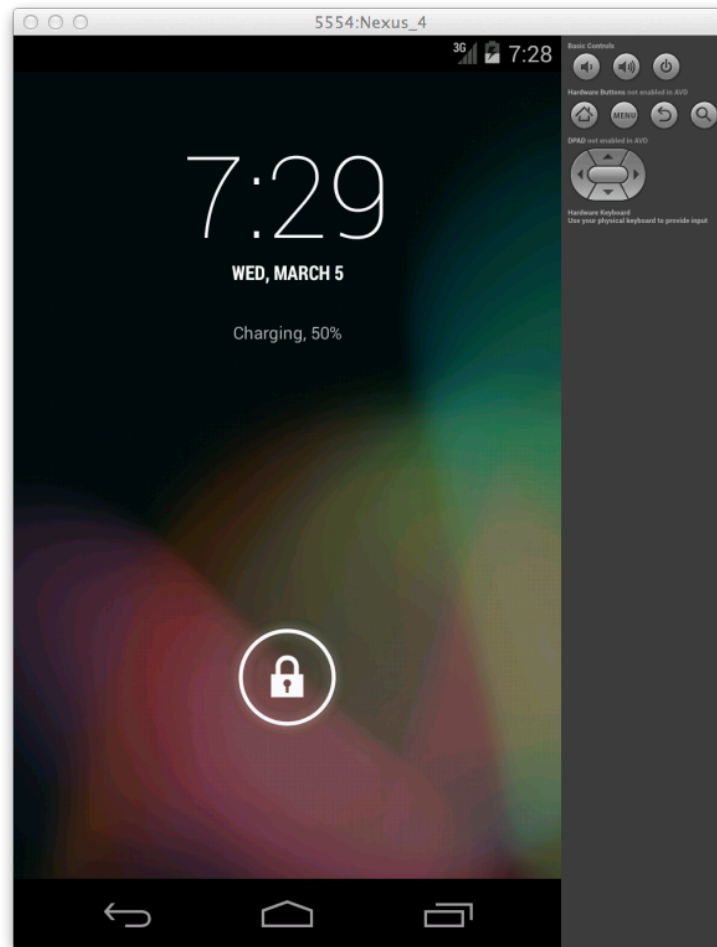 5554:Nexus_4
3G 7:28
7:29
WED, MARCH 5
Charging, 50%
Basic Controls
Hardware Buttons not enabled in AVD
MENU
DPAD not enabled in AVD
Hardware Keyboard
Use your physical keyboard to provide input